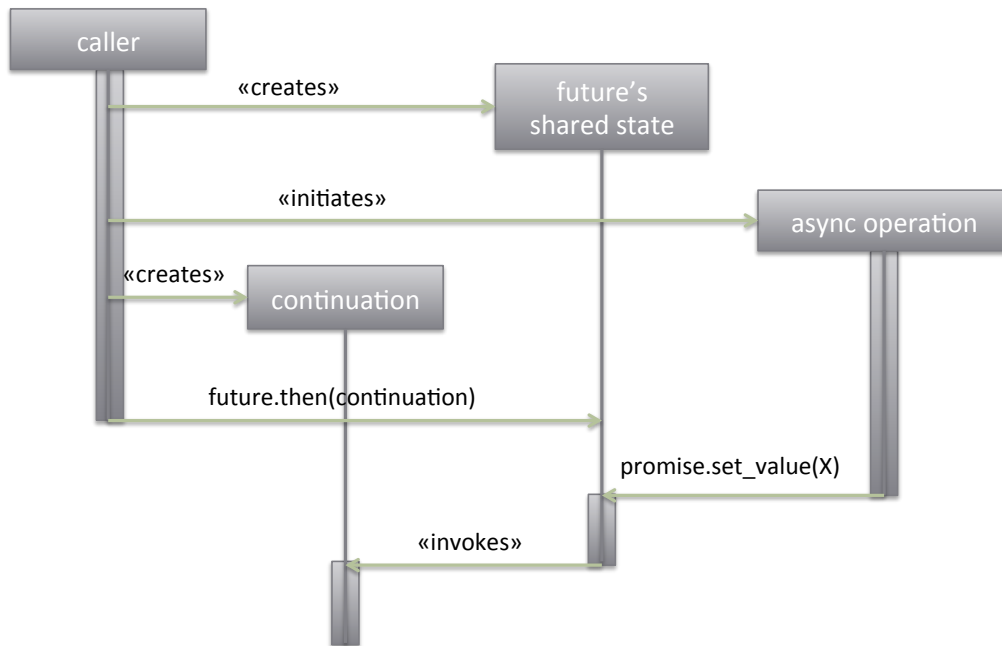 caller
«creates»
future’s
shared state
«initiates»
async operation
«creates»
continuation
future.then(continuation)
promise.set_value(X)
«invokes»